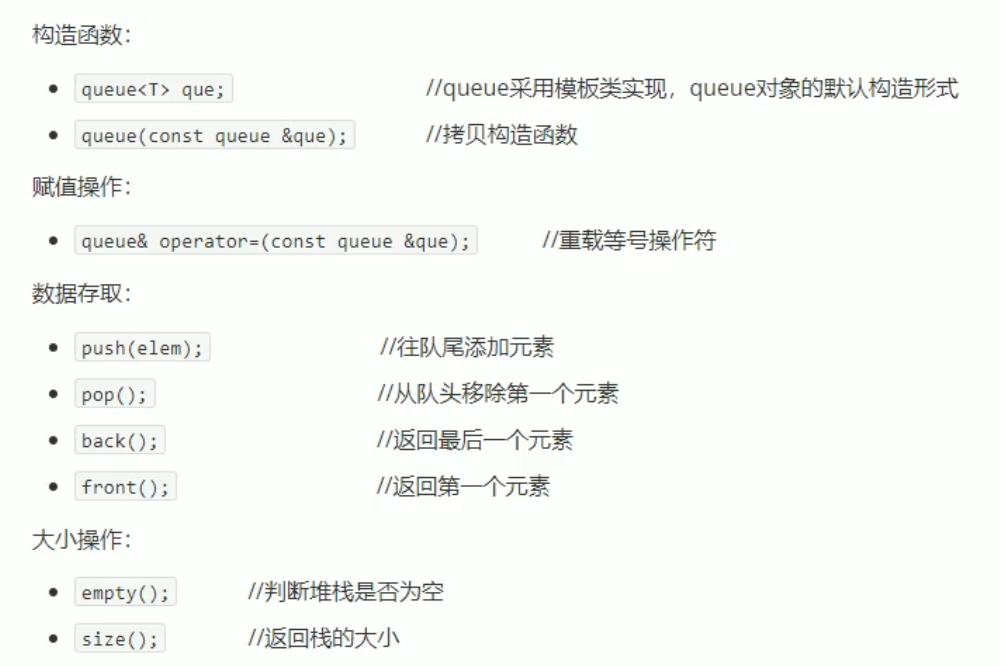 构造函数：
queue<T> que; //queue采用模板类实现，queue对象的默认构造形式
queue(const queue &que); //拷贝构造函数
赋值操作：
queue& operator=(const queue &que); //重载等号操作符
数据存取：
push(elem); //往队尾添加元素
pop(); //从队头移除第一个元素
back(); //返回最后一个元素
front(); //返回第一个元素
大小操作：
empty(); //判断堆栈是否为空
size(); //返回栈的大小